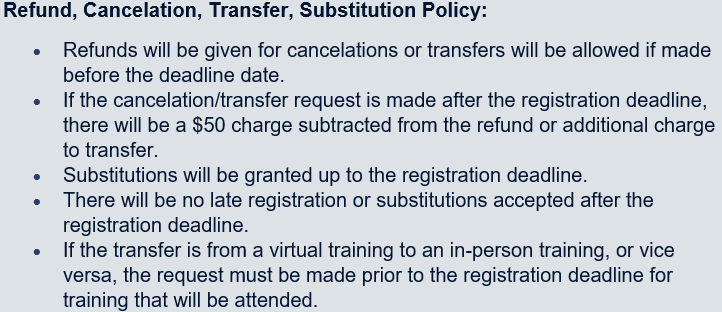 Refund, Cancelation, Transfer, Substitution Policy:
• Refunds will be given for cancelations or transfers will be allowed if made
before the deadline date.
• If the cancelation/transfer request is made after the registration deadline,
there will be a $50 charge subtracted from the refund or additional charge
to transfer.
• Substitutions will be granted up to the registration deadline.
• There will be no late registration or substitutions accepted after the
registration deadline.
• If the transfer is from a virtual training to an in-person training, or vice
versa, the request must be made prior to the registration deadline for
training that will be attended.